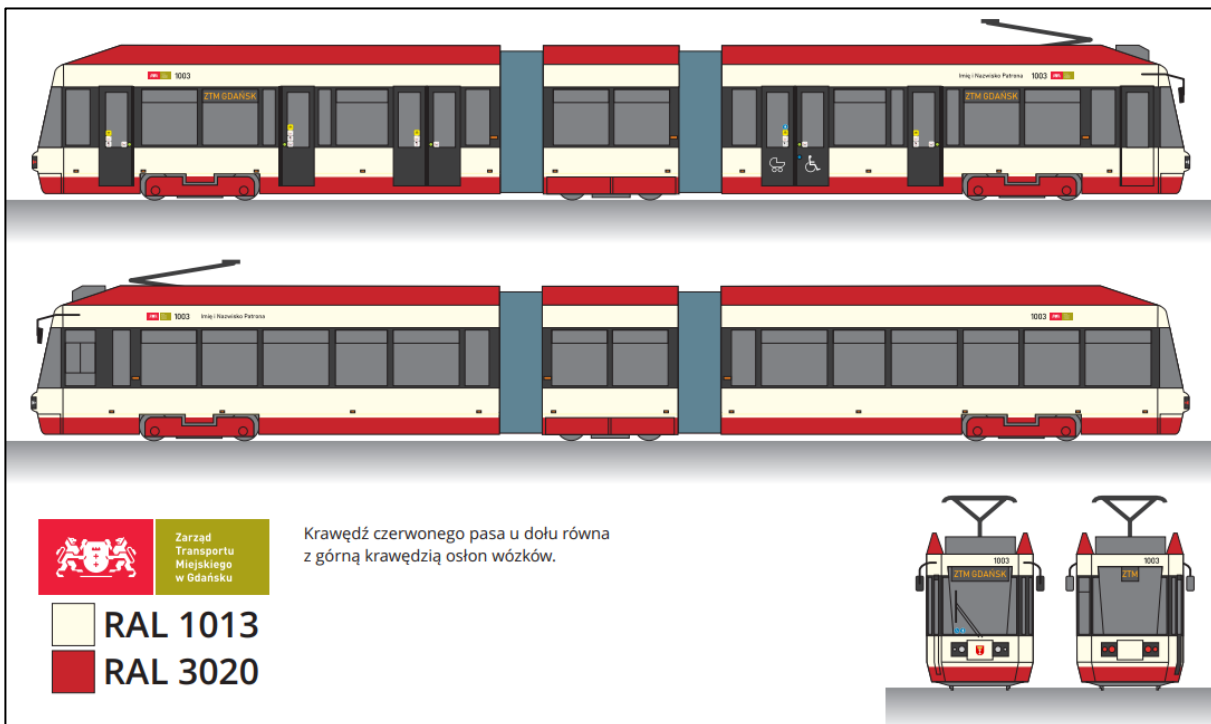 1003
ZTM GDAŃSK
Imię i Nazwisko Patrona 1003
ZTM GDAŃSK
1003 Imię i Nazwisko Patrona
1003
Zarząd
Transportu
Miejskiego
w Gdańsku
Krawędź czerwonego pasa u dołu równa
z górną krawędzią osłon wózków.
RAL 1013
RAL 3020
1003
ZTM GDAŃSK
1003
ZTM